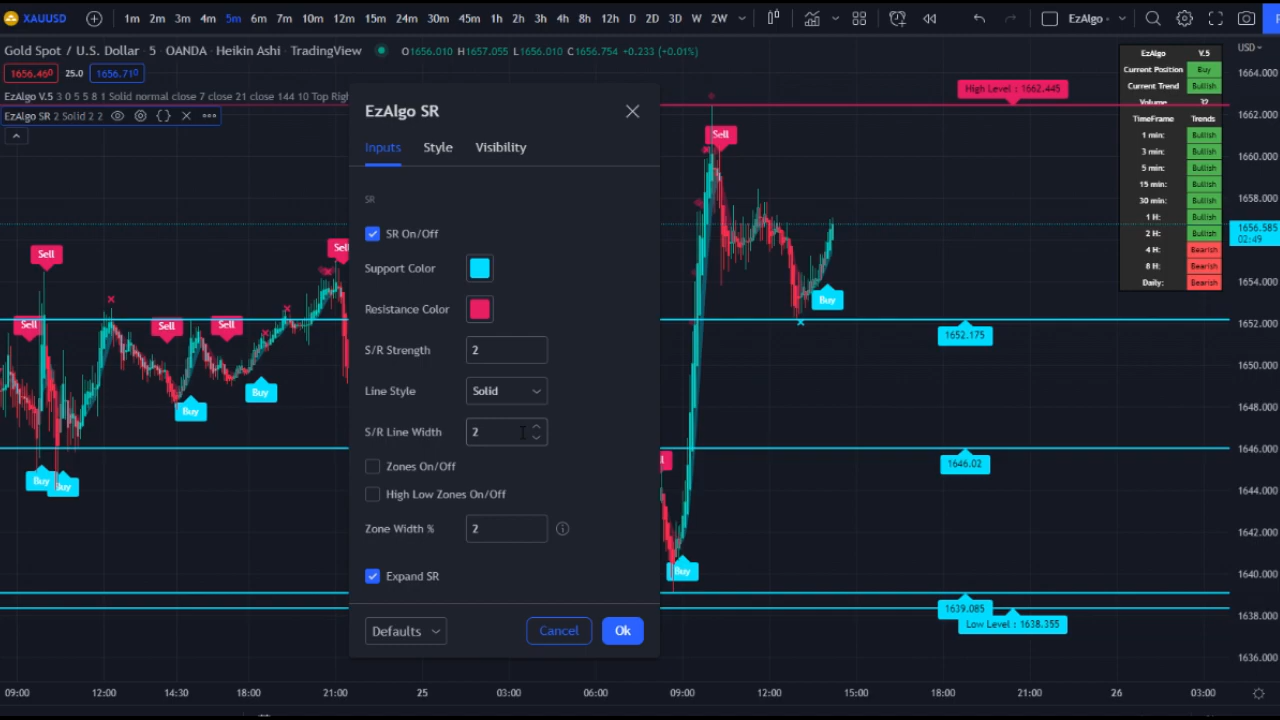 XAUUSD 1m 2m 3m 4m 5m 6m 7m 10m 12m 15m 24m 30m 45m 1h 2h 3h 4h 8h 12h D 2D 3D W 2W EzAlgo
Gold Spot / U.S. Dollar · 5 · OANDA · Heikin Ashi · TradingView O1656.010 H1657.055 L1656.010 C1656.754 +0.233 (+0.01%)
1656.460 25.0 1656.710
EzAlgo V.5 3 0 5 5 8 1 Solid normal close 7 close 21 close 144 10 Top Righ
EzAlgo SR 2 Solid 2 2
EzAlgo SR
Inputs Style Visibility
SR
SR On/Off
Support Color
Resistance Color
S/R Strength 2
Line Style Solid
S/R Line Width 2
Zones On/Off
High Low Zones On/Off
Zone Width % 2
Expand SR
Defaults Cancel Ok
Sell
Sell
Sell
Sell
Sell
Buy
Buy
Buy
Buy
Sell
Buy
Buy
High Level : 1662.445
1652.175
1646.02
1639.085
Low Level : 1638.355
EzAlgo V.5
Current Position Buy
Current Trend Bullish
Volume 32
TimeFrame Trends
1 min: Bullish
3 min: Bullish
5 min: Bullish
15 min: Bullish
30 min: Bullish
1 H: Bullish
2 H: Bullish
4 H: Bearish
8 H: Bearish
Daily: Bearish
USD
1664.000
1662.000
1660.000
1658.000
1656.585
02:49
1654.000
1652.000
1650.000
1648.000
1646.000
1644.000
1642.000
1640.000
1638.000
1636.000
09:00 12:00 14:30 18:00 21:00 25 03:00 06:00 09:00 12:00 15:00 18:00 21:00 26 03:00